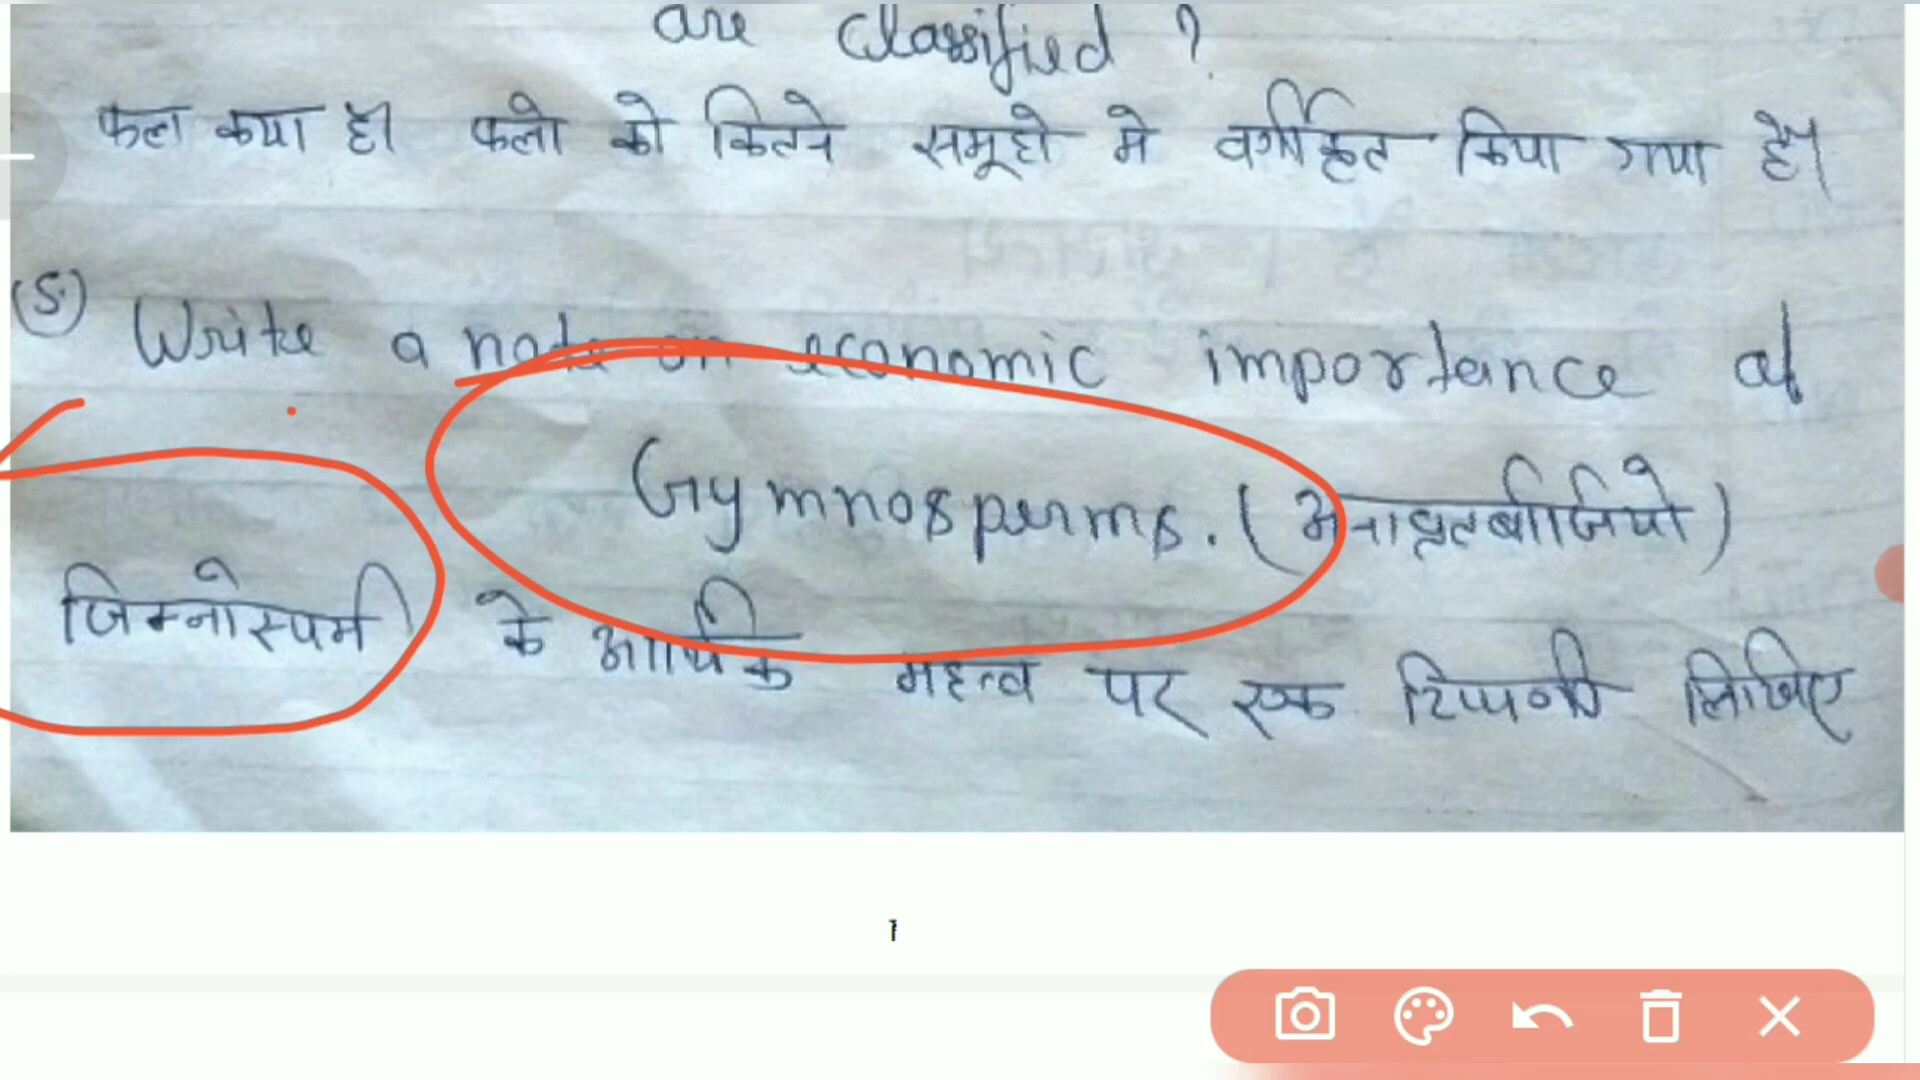 are classified ?
फल क्या है। फलो को कितने समूहो मे वर्गीकृत किया गया है।
(5) Write a note on economic importance of
Gymnosperms. (अनावृतबीजियो)
जिम्नोस्पर्म के आर्थिक महत्व पर एक टिप्पणी लिखिए